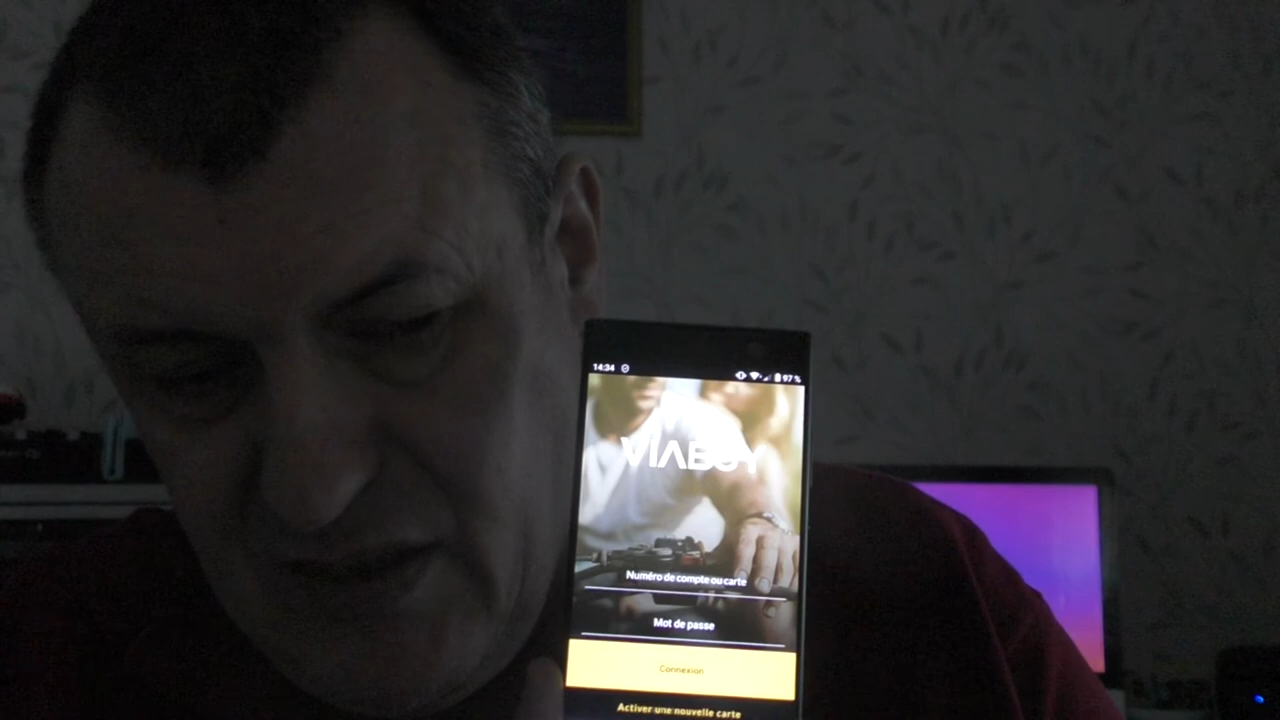 14:34 97 %
VIABUY
Numéro de compte ou carte
Mot de passe
Connexion
Activer une nouvelle carte